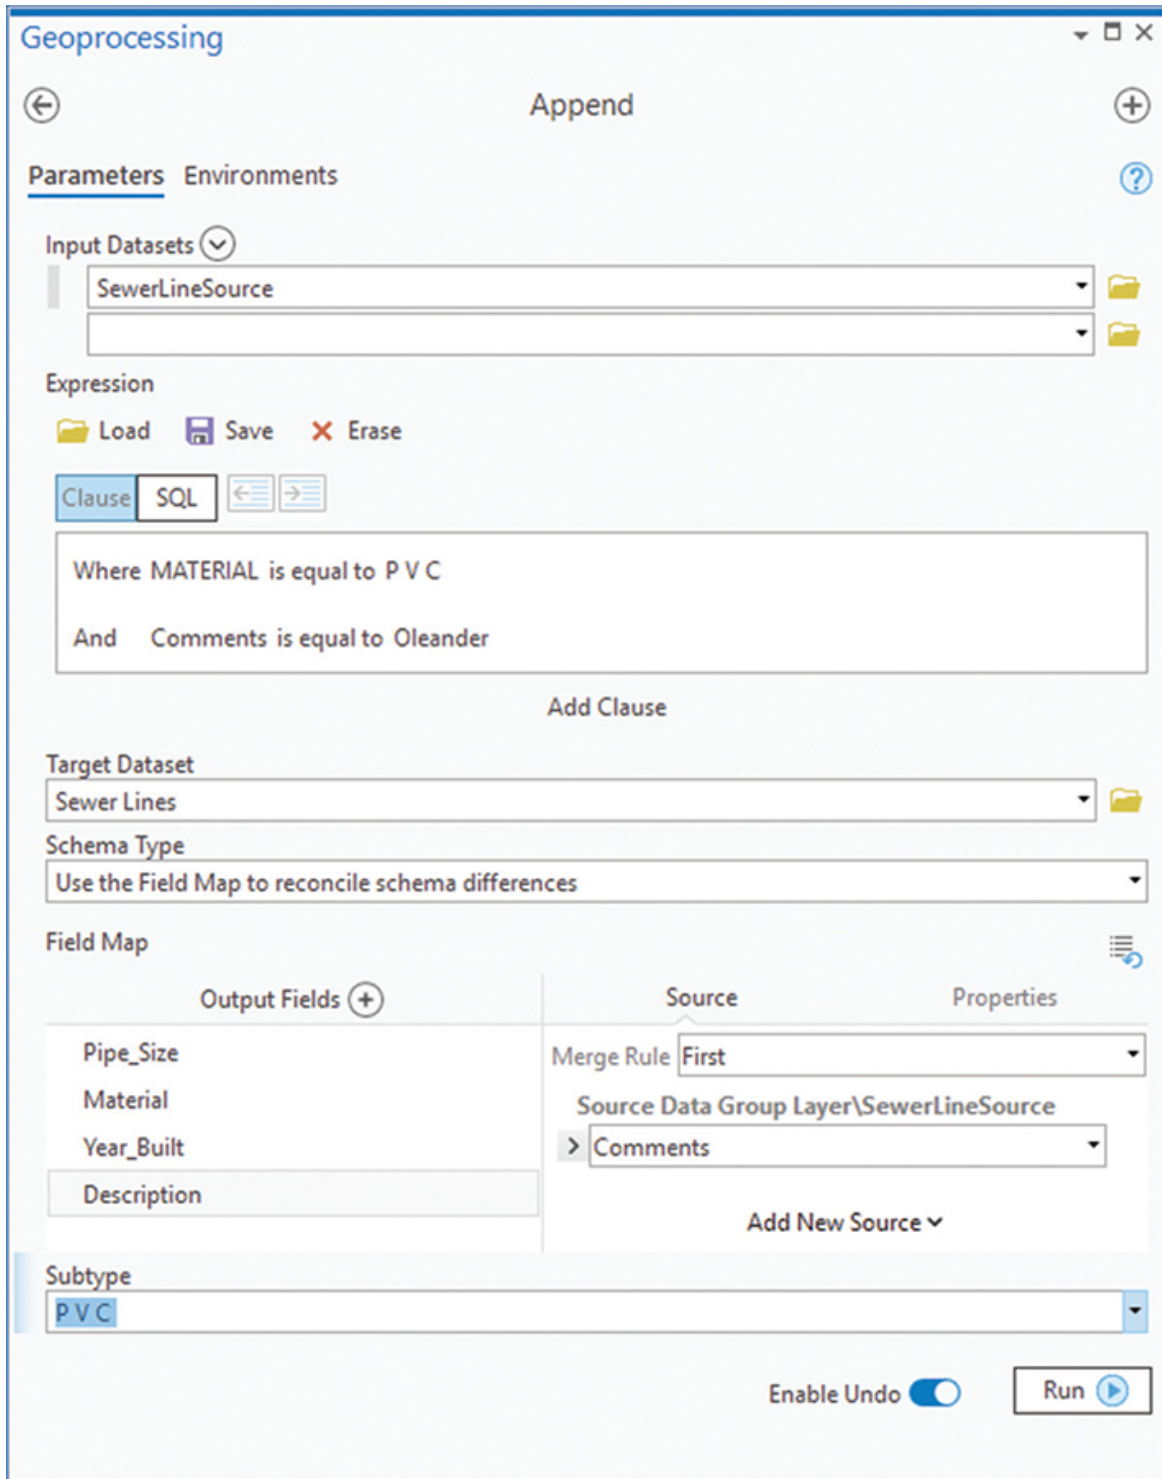 Geoprocessing
Append
Parameters Environments
Input Datasets
SewerLineSource
Expression
Load Save Erase
Clause SQL
Where MATERIAL is equal to P V C
And Comments is equal to Oleander
Add Clause
Target Dataset
Sewer Lines
Schema Type
Use the Field Map to reconcile schema differences
Field Map
Output Fields Source Properties
Pipe_Size
Material
Year_Built
Description
Merge Rule First
Source Data Group Layer\SewerLineSource
Comments
Add New Source
Subtype
P V C
Enable Undo Run